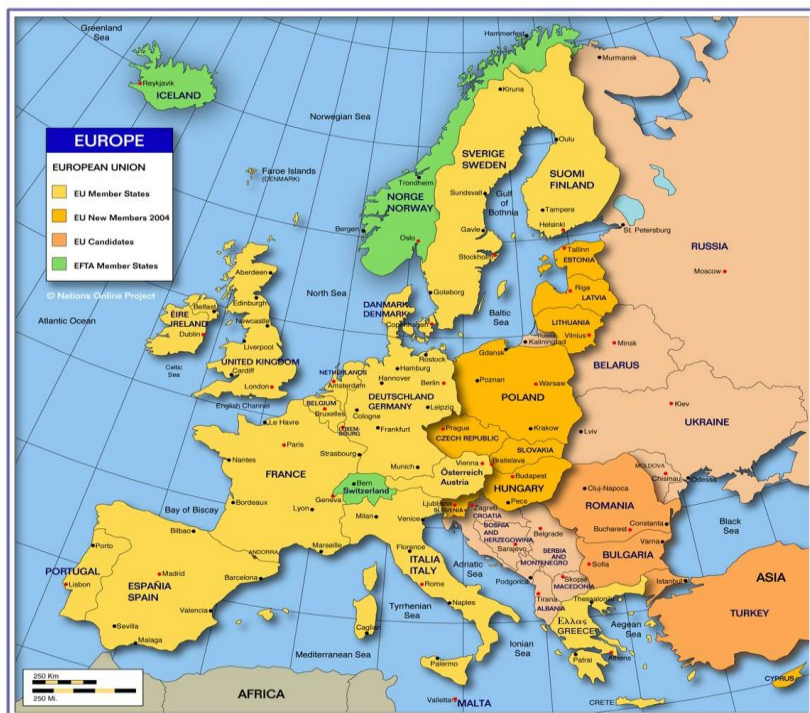 Greenland
Sea
Hammerfest
Murmansk
Reykjavik
ICELAND
Kiruna
Norwegian Sea
EUROPE
EUROPEAN UNION
EU Member States
EU New Members 2004
EU Candidates
EFTA Member States
© Nations Online Project
Oulu
SVERIGE
SWEDEN
SUOMI
FINLAND
Faroe Islands
(DENMARK)
Trondheim
Sundsvall
Gulf
of
Bothnia
NORGE
NORWAY
Tampere
Bergen
Gavle
Helsinki
St. Petersburg
Oslo
Stockholm
Tallinn
ESTONIA
RUSSIA
Moscow
Aberdeen
North Sea
Goteborg
Riga
LATVIA
Edinburgh
DANMARK
DENMARK
Baltic
Sea
Atlantic Ocean
Belfast
ÉIRE
IRELAND
Newcastle
Copenhagen
LITHUANIA
Vilnius
Dublin
Liverpool
Kaliningrad
Minsk
Celtic
Sea
UNITED KINGDOM
Cardiff
London
NETHERLANDS
Amsterdam
Rostock
Hamburg
Hannover
Berlin
Gdansk
BELARUS
Poznan
Warsaw
POLAND
English Channel
BELGIUM
Bruxelles
DEUTSCHLAND
GERMANY
Leipzig
Cologne
Kiev
Le Havre
LUXEM-
BOURG
Frankfurt
Prague
CZECH REPUBLIC
Krakow
Lviv
UKRAINE
Paris
Strasbourg
SLOVAKIA
Nantes
Munich
Vienna
Bratislava
Österreich
Austria
Budapest
HUNGARY
MOLDOVA
Chisinau
Odessa
FRANCE
Bern
Switzerland
Geneva
Cluj-Napoca
Pecs
Bay of Biscay
Bordeaux
Lyon
Milan
Venice
Ljubljana
SLOVENIA
Zagreb
CROATIA
ROMANIA
BOSNIA
AND
HERZEGOWINA
Belgrade
Bucharest
Constanta
Black
Sea
Bilbao
Sarajevo
SERBIA
AND
MONTENEGRO
Varna
Porto
ANDORRA
Marseille
Florence
ITALIA
ITALY
Adriatic
Sea
BULGARIA
Sofia
PORTUGAL
Lisbon
Madrid
ESPAÑA
SPAIN
Barcelona
Rome
Podgorica
Skopje
MACEDONIA
Istanbul
ASIA
Tirana
ALBANIA
Thessaloniki
Valencia
Tyrrhenian
Sea
Naples
Cagliari
Ελλας
GREECE
Aegean
Sea
TURKEY
Sevilla
Malaga
Ionian
Sea
Mediterranean Sea
Palermo
Patrai
Athens
250 Km
250 Mi.
AFRICA
Valletta
MALTA
CRETE
CYPRUS